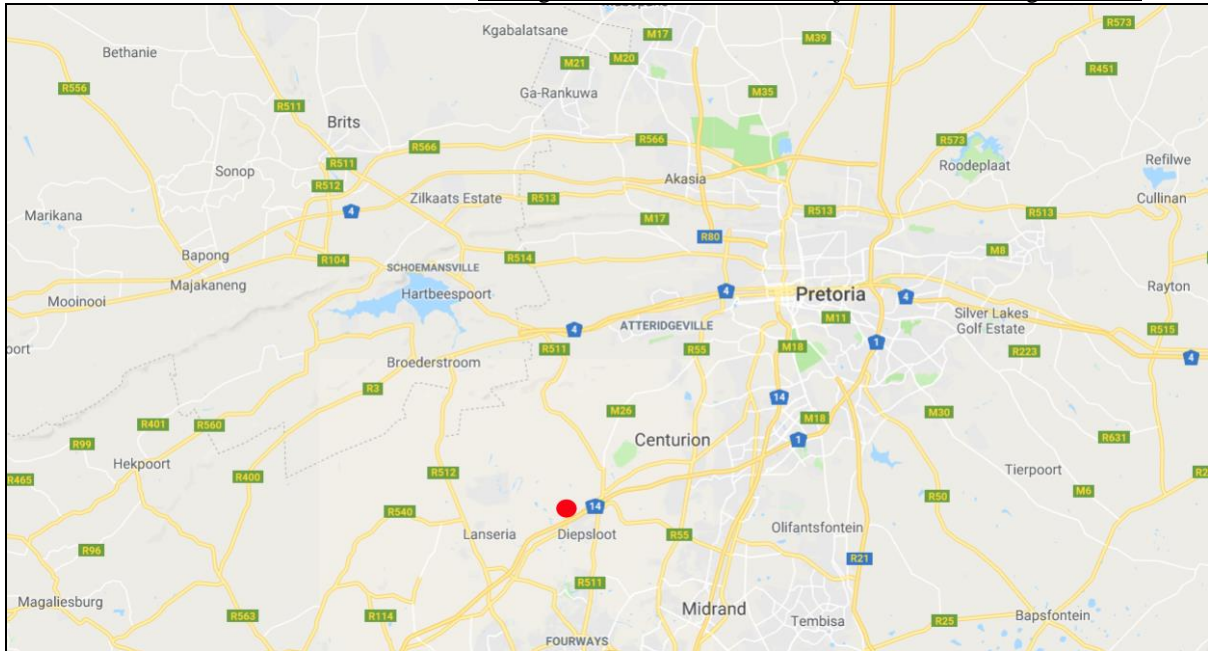 Kgabalatsane
M17
M39
R573
Bethanie
M21
M20
R451
R556
Ga-Rankuwa
M35
R511
Brits
R566
R566
R573
R511
Roodeplaat
Refilwe
Sonop
R512
Akasia
Zilkaats Estate
R513
Cullinan
4
M17
R513
R513
Marikana
R80
M8
Bapong
R104
R514
SCHOEMANSVILLE
Majakaneng
Hartbeespoort
4
Pretoria
4
Rayton
Mooinooi
M11
Silver Lakes
Golf Estate
4
ATTERIDGEVILLE
R515
oort
R511
R55
M18
1
R223
4
Broederstroom
R3
14
M26
M18
M30
R401
R560
Centurion
1
R631
R99
Hekpoort
R465
R400
R512
Tierpoort
M6
R50
14
R540
Lanseria
Diepsloot
R55
Olifantsfontein
R96
R21
R511
Magaliesburg
R563
R114
Midrand
Tembisa
R25
Bapsfontein
FOURWAYS